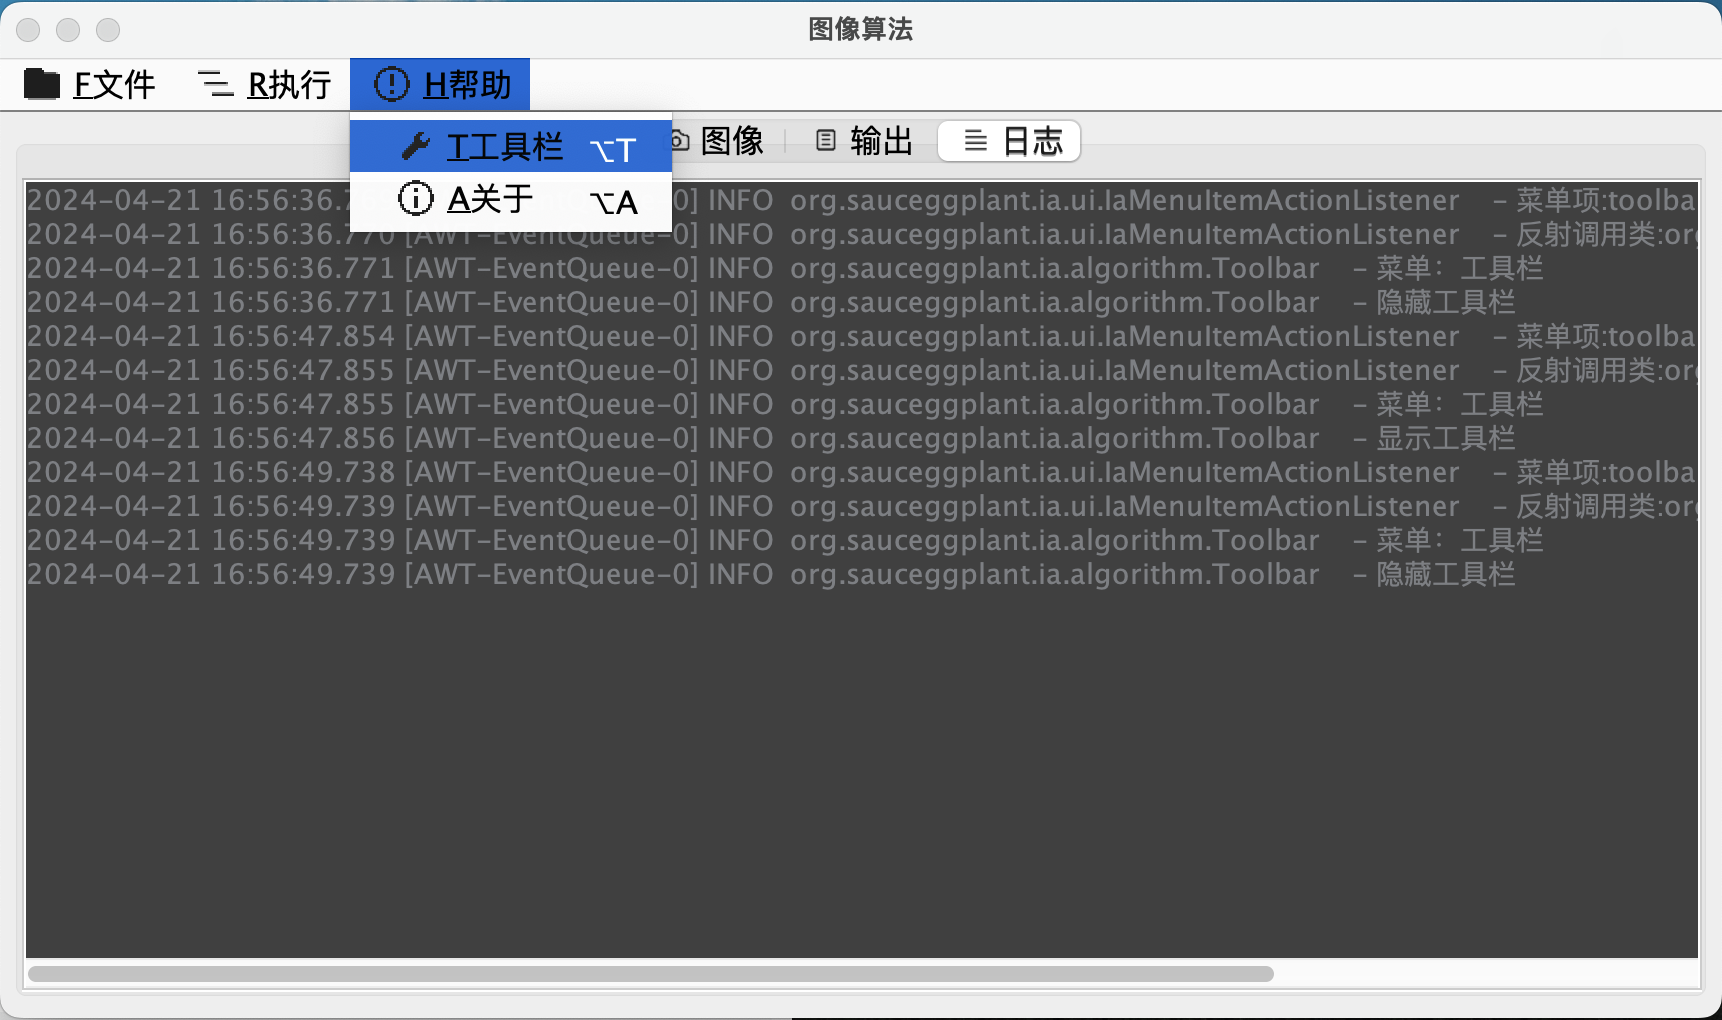 图像算法
F文件 R执行 H帮助
T工具栏 ⌥T
A关于 ⌥A
图像 输出 日志
2024-04-21 16:56:36. 0] INFO org.sauceggplant.ia.ui.IaMenuItemActionListener - 菜单项:toolba
2024-04-21 16:56:36.770 [AWT-EventQueue-0] INFO org.sauceggplant.ia.ui.IaMenuItemActionListener - 反射调用类:or
2024-04-21 16:56:36.771 [AWT-EventQueue-0] INFO org.sauceggplant.ia.algorithm.Toolbar - 菜单：工具栏
2024-04-21 16:56:36.771 [AWT-EventQueue-0] INFO org.sauceggplant.ia.algorithm.Toolbar - 隐藏工具栏
2024-04-21 16:56:47.854 [AWT-EventQueue-0] INFO org.sauceggplant.ia.ui.IaMenuItemActionListener - 菜单项:toolba
2024-04-21 16:56:47.855 [AWT-EventQueue-0] INFO org.sauceggplant.ia.ui.IaMenuItemActionListener - 反射调用类:or
2024-04-21 16:56:47.855 [AWT-EventQueue-0] INFO org.sauceggplant.ia.algorithm.Toolbar - 菜单：工具栏
2024-04-21 16:56:47.856 [AWT-EventQueue-0] INFO org.sauceggplant.ia.algorithm.Toolbar - 显示工具栏
2024-04-21 16:56:49.738 [AWT-EventQueue-0] INFO org.sauceggplant.ia.ui.IaMenuItemActionListener - 菜单项:toolba
2024-04-21 16:56:49.739 [AWT-EventQueue-0] INFO org.sauceggplant.ia.ui.IaMenuItemActionListener - 反射调用类:or
2024-04-21 16:56:49.739 [AWT-EventQueue-0] INFO org.sauceggplant.ia.algorithm.Toolbar - 菜单：工具栏
2024-04-21 16:56:49.739 [AWT-EventQueue-0] INFO org.sauceggplant.ia.algorithm.Toolbar - 隐藏工具栏